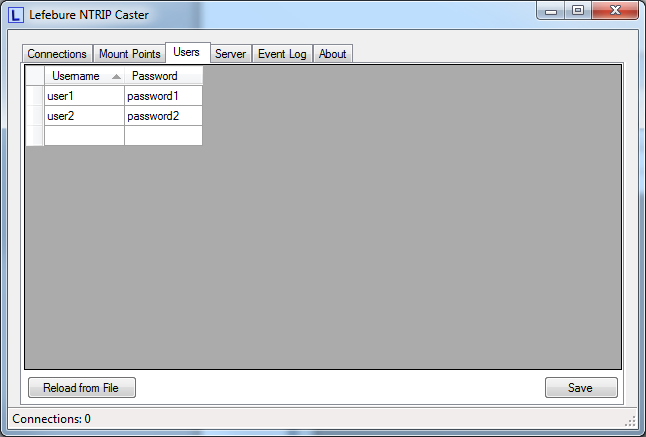 L Lefebure NTRIP Caster
Connections Mount Points Users Server Event Log About
Username Password
user1 password1
user2 password2
Reload from File Save
Connections: 0